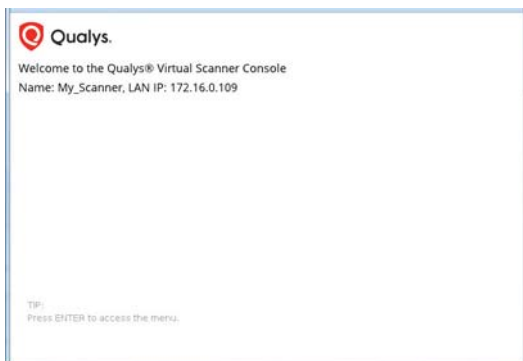 Qualys.
Welcome to the Qualys® Virtual Scanner Console
Name: My_Scanner, LAN IP: 172.16.0.109
TIP:
Press ENTER to access the menu.